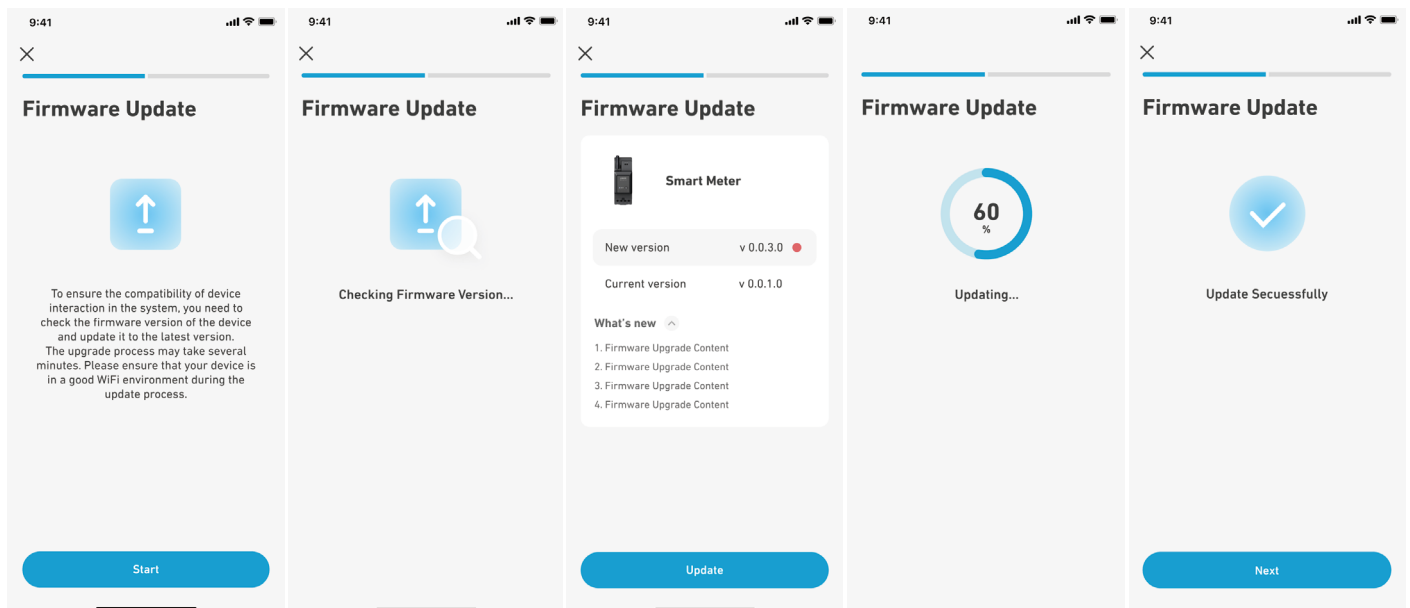 9:41
Firmware Update
To ensure the compatibility of device
interaction in the system, you need to
check the firmware version of the device
and update it to the latest version.
The upgrade process may take several
minutes. Please ensure that your device is
in a good WiFi environment during the
update process.
Start
9:41
Firmware Update
Checking Firmware Version...
9:41
Firmware Update
Smart Meter
New version v 0.0.3.0
Current version v 0.0.1.0
What's new
1. Firmware Upgrade Content
2. Firmware Upgrade Content
3. Firmware Upgrade Content
4. Firmware Upgrade Content
Update
9:41
Firmware Update
60
%
Updating...
9:41
Firmware Update
Update Secuessfully
Next